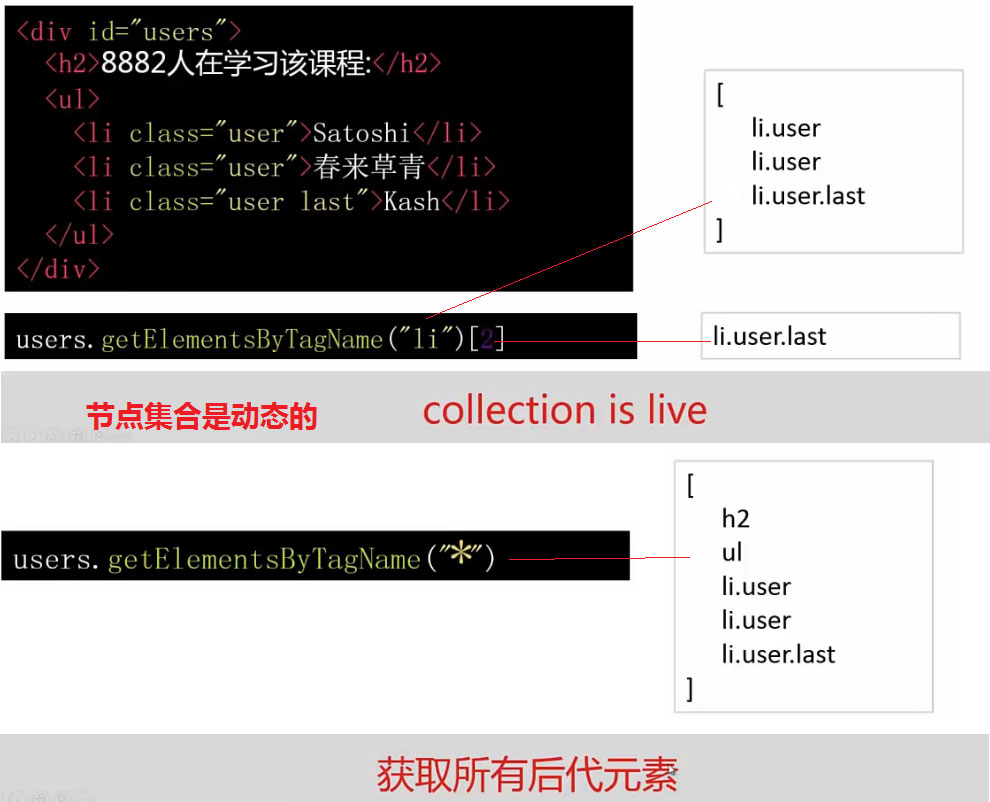 <div id="users">
<h2>8882人在学习该课程:</h2>
<ul>
<li class="user">Satoshi</li>
<li class="user">春来草青</li>
<li class="user last">Kash</li>
</ul>
</div>
[
li.user
li.user
li.user.last
]
users.getElementsByTagName("li")[2]
li.user.last
节点集合是动态的
collection is live
users.getElementsByTagName("*")
[
h2
ul
li.user
li.user
li.user.last
]
获取所有后代元素